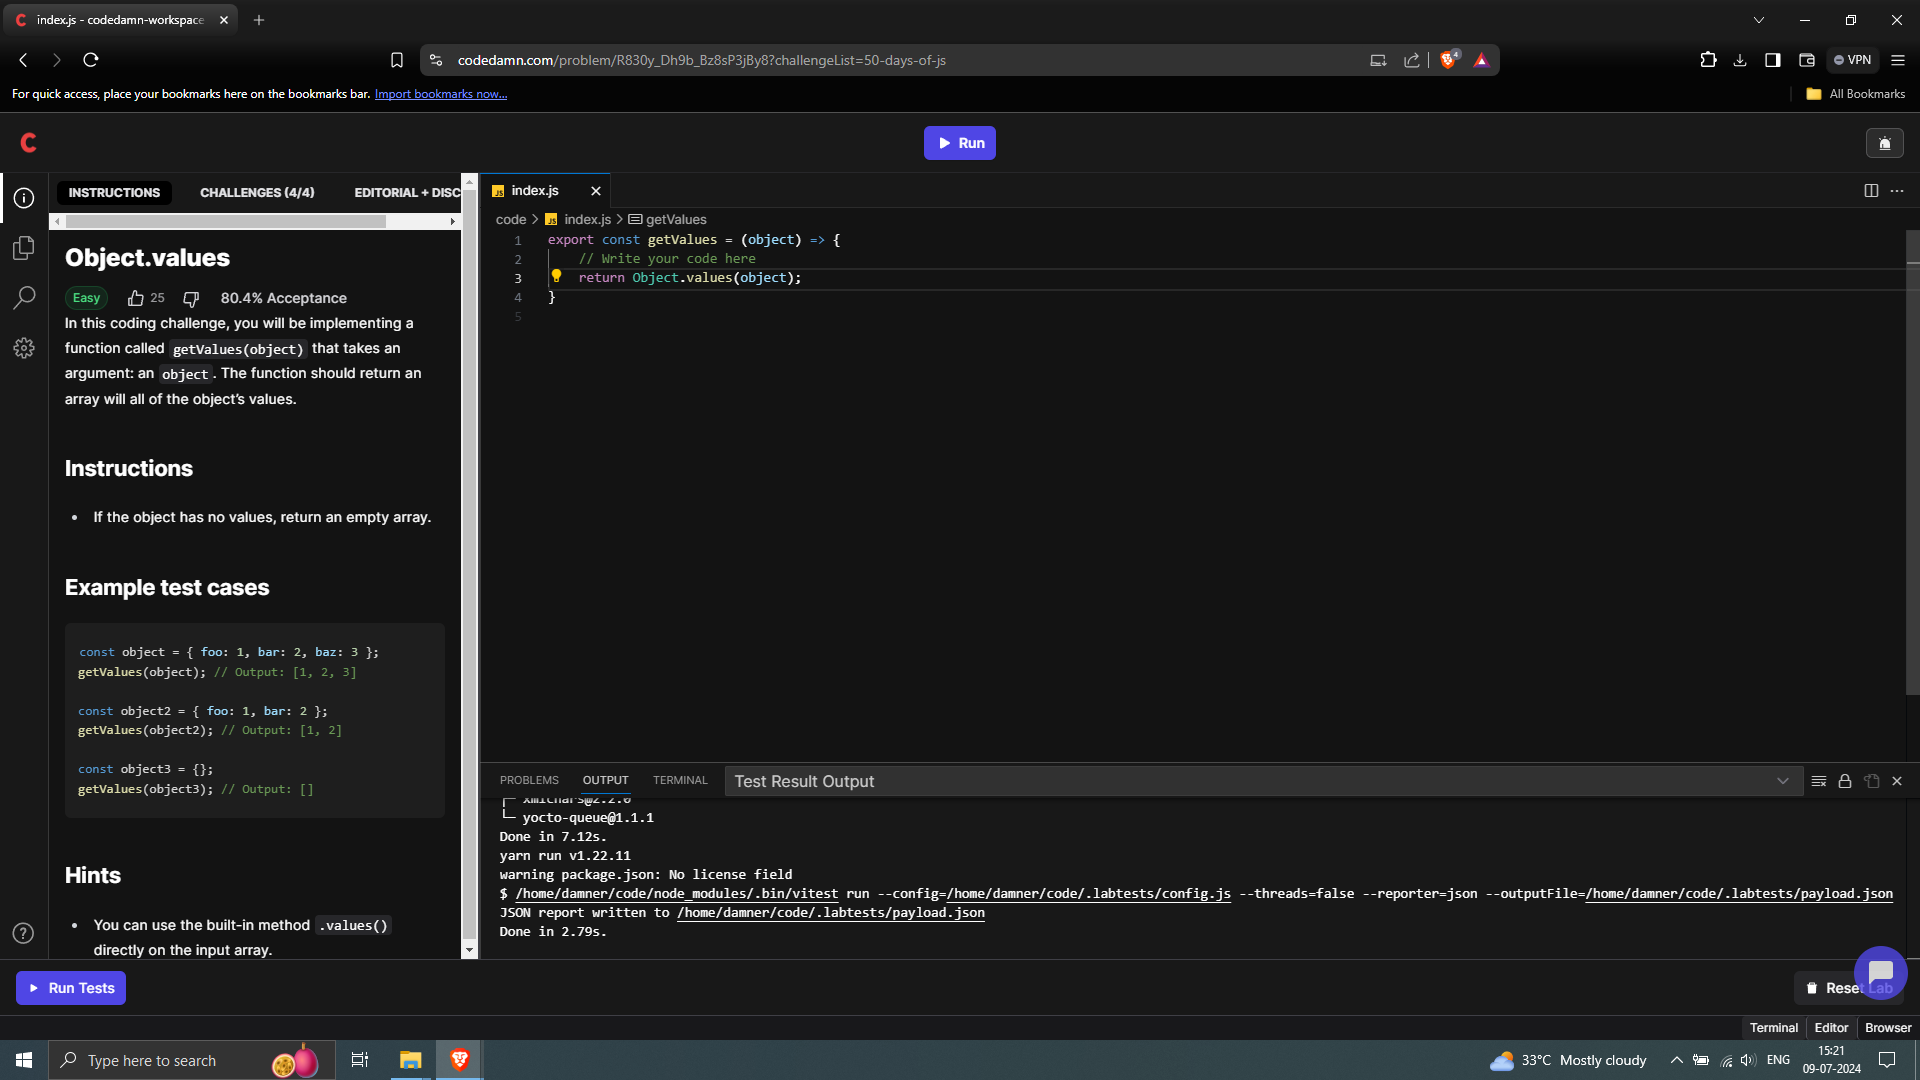 index.js - codedamn-workspace
codedamn.com/problem/R830y_Dh9b_Bz8sP3jBy8?challengeList=50-days-of-js
4
VPN
For quick access, place your bookmarks here on the bookmarks bar. Import bookmarks now...
All Bookmarks
Run
INSTRUCTIONS
CHALLENGES (4/4)
EDITORIAL + DISC
JS index.js
code > JS index.js > getValues
Object.values
Easy 25 80.4% Acceptance
In this coding challenge, you will be implementing a
function called getValues(object) that takes an
argument: an object. The function should return an
array will all of the object’s values.
Instructions
• If the object has no values, return an empty array.
Example test cases
const object = { foo: 1, bar: 2, baz: 3 };
getValues(object); // Output: [1, 2, 3]
const object2 = { foo: 1, bar: 2 };
getValues(object2); // Output: [1, 2]
const object3 = {};
getValues(object3); // Output: []
Hints
• You can use the built-in method .values()
directly on the input array.
1 export const getValues = (object) => {
2 // Write your code here
3 return Object.values(object);
4 }
5
PROBLEMS
OUTPUT
TERMINAL
Test Result Output
└─ yocto-queue@1.1.1
Done in 7.12s.
yarn run v1.22.11
warning package.json: No license field
$ /home/damner/code/node_modules/.bin/vitest run --config=/home/damner/code/.labtests/config.js --threads=false --reporter=json --outputFile=/home/damner/code/.labtests/payload.json
JSON report written to /home/damner/code/.labtests/payload.json
Done in 2.79s.
Run Tests
Reset Lab
Terminal
Editor
Browser
Type here to search
33°C Mostly cloudy
ENG
15:21
09-07-2024